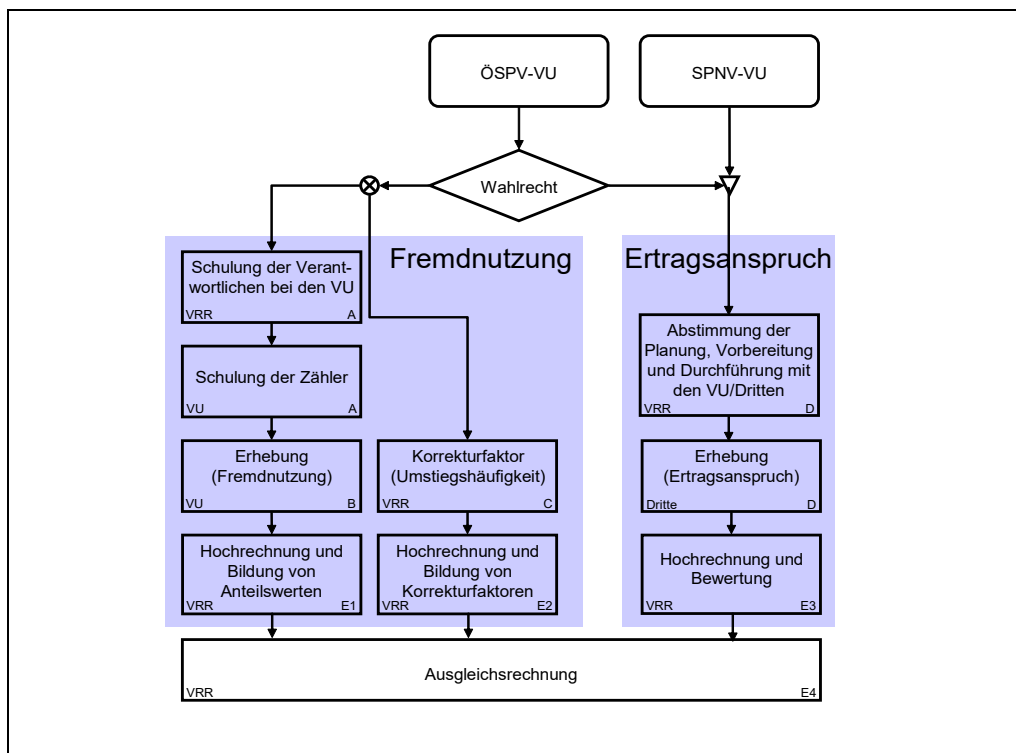 ÖSPV-VU
SPNV-VU
Wahlrecht
Fremdnutzung
Schulung der Verant-
wortlichen bei den VU
VRR
A
Schulung der Zähler
VU
A
Erhebung
(Fremdnutzung)
VU
B
Hochrechnung und
Bildung von
Anteilswerten
VRR
E1
Korrekturfaktor
(Umstiegshäufigkeit)
VRR
C
Hochrechnung und
Bildung von
Korrekturfaktoren
VRR
E2
Ertragsanspruch
Abstimmung der
Planung, Vorbereitung
und Durchführung mit
den VU/Dritten
VRR
D
Erhebung
(Ertragsanspruch)
Dritte
D
Hochrechnung und
Bewertung
VRR
E3
Ausgleichsrechnung
VRR
E4